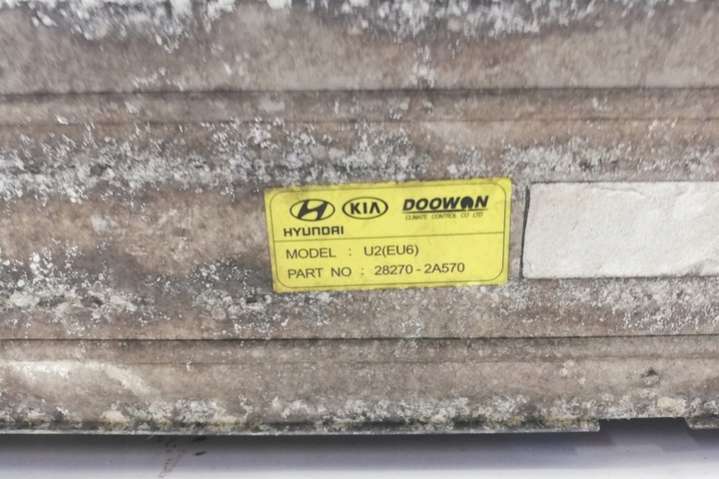 KIA DOOWON
CLIMATE CONTROL CO LTD
HYUNDAI
MODEL : U2(EU6)
PART NO : 28270-2A570